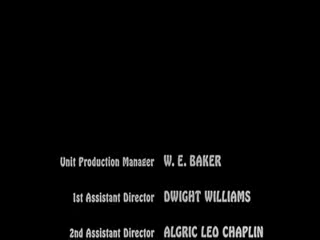 Unit Production Manager W. E. BAKER
1st Assistant Director DWIGHT WILLIAMS
2nd Assistant Director ALGRIC LEO CHAPLIN